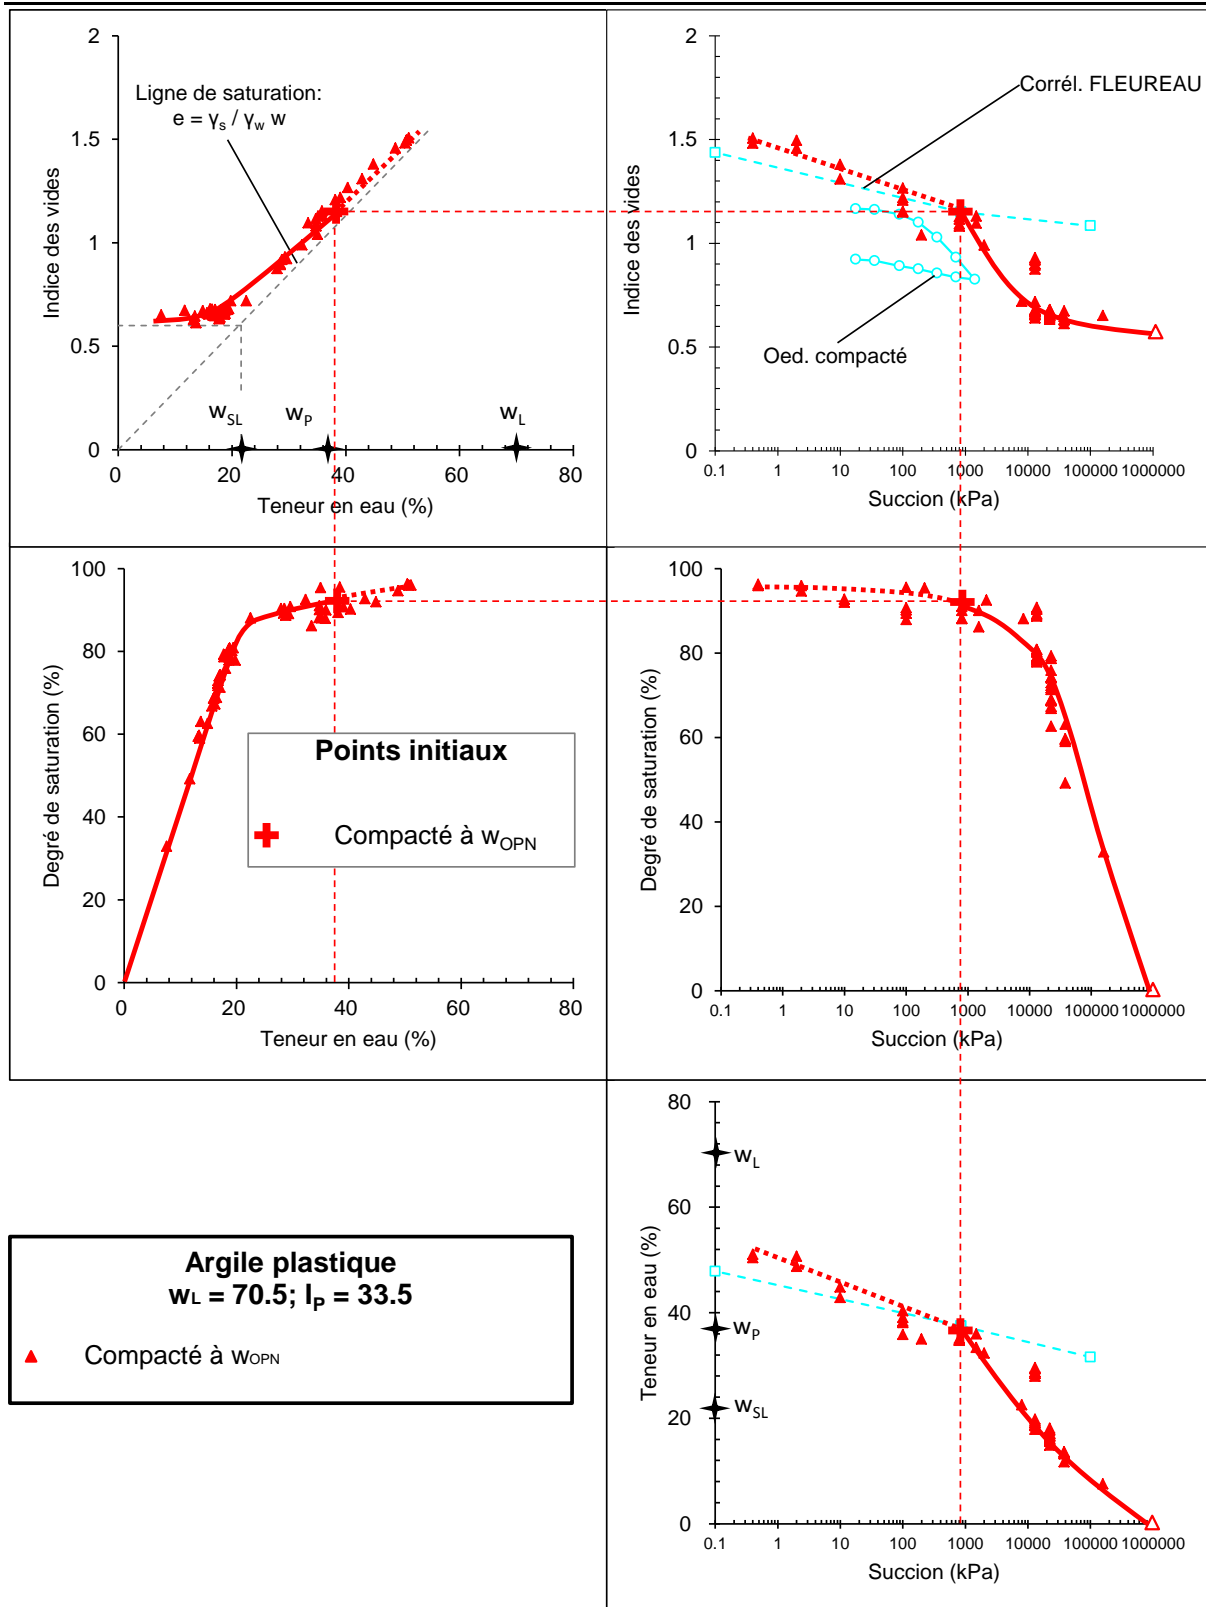 2
1.5
1
0.5
0
Indice des vides
Ligne de saturation:
e = γs / γw w
wSL
wP
wL
0
20
40
60
80
Teneur en eau (%)
2
1.5
1
0.5
0
Indice des vides
Corrél. FLEUREAU
Oed. compacté
0.1
1
10
100
1000
10000
100000
1000000
Succion (kPa)
100
80
60
40
20
0
Degré de saturation (%)
Points initiaux
Compacté à wOPN
0
20
40
60
80
Teneur en eau (%)
100
80
60
40
20
0
Degré de saturation (%)
0.1
1
10
100
1000
10000
100000
1000000
Succion (kPa)
Argile plastique
wL = 70.5; IP = 33.5
Compacté à wOPN
80
60
40
20
0
Teneur en eau (%)
wL
wP
wSL
0.1
1
10
100
1000
10000
100000
1000000
Succion (kPa)